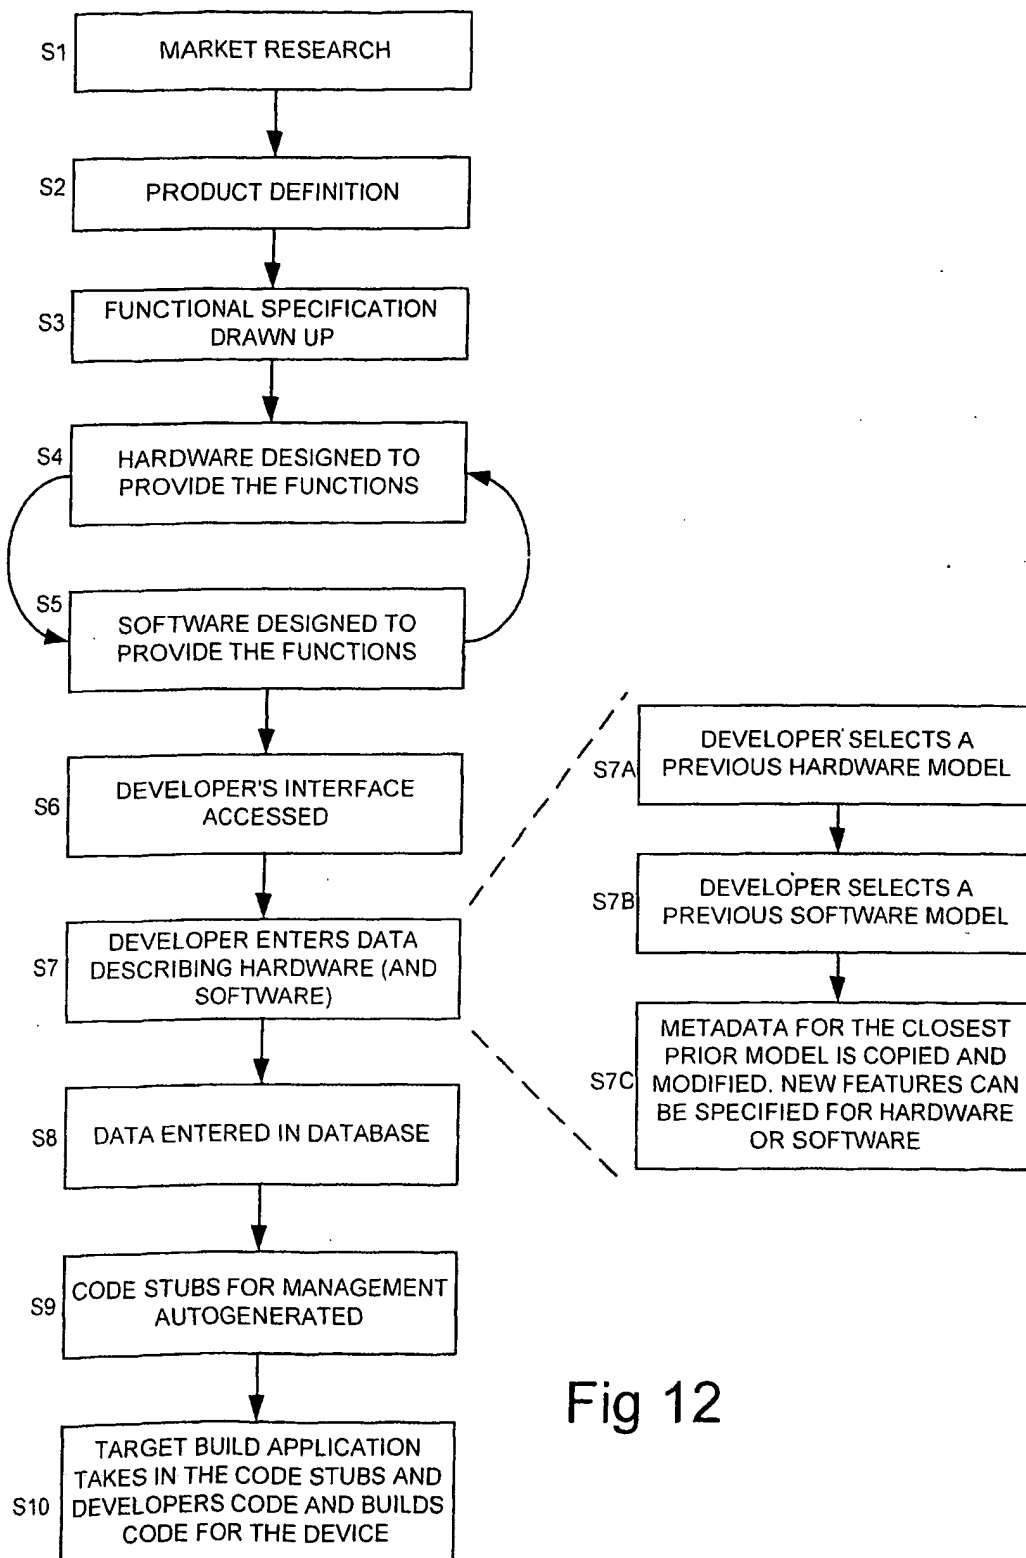 S1
MARKET RESEARCH
S2
PRODUCT DEFINITION
S3
FUNCTIONAL SPECIFICATION
DRAWN UP
S4
HARDWARE DESIGNED TO
PROVIDE THE FUNCTIONS
S5
SOFTWARE DESIGNED TO
PROVIDE THE FUNCTIONS
S6
DEVELOPER'S INTERFACE
ACCESSED
S7
DEVELOPER ENTERS DATA
DESCRIBING HARDWARE (AND
SOFTWARE)
S8
DATA ENTERED IN DATABASE
S9
CODE STUBS FOR MANAGEMENT
AUTOGENERATED
S10
TARGET BUILD APPLICATION
TAKES IN THE CODE STUBS AND
DEVELOPERS CODE AND BUILDS
CODE FOR THE DEVICE
S7A
DEVELOPER SELECTS A
PREVIOUS HARDWARE MODEL
S7B
DEVELOPER SELECTS A
PREVIOUS SOFTWARE MODEL
S7C
METADATA FOR THE CLOSEST
PRIOR MODEL IS COPIED AND
MODIFIED. NEW FEATURES CAN
BE SPECIFIED FOR HARDWARE
OR SOFTWARE
Fig 12